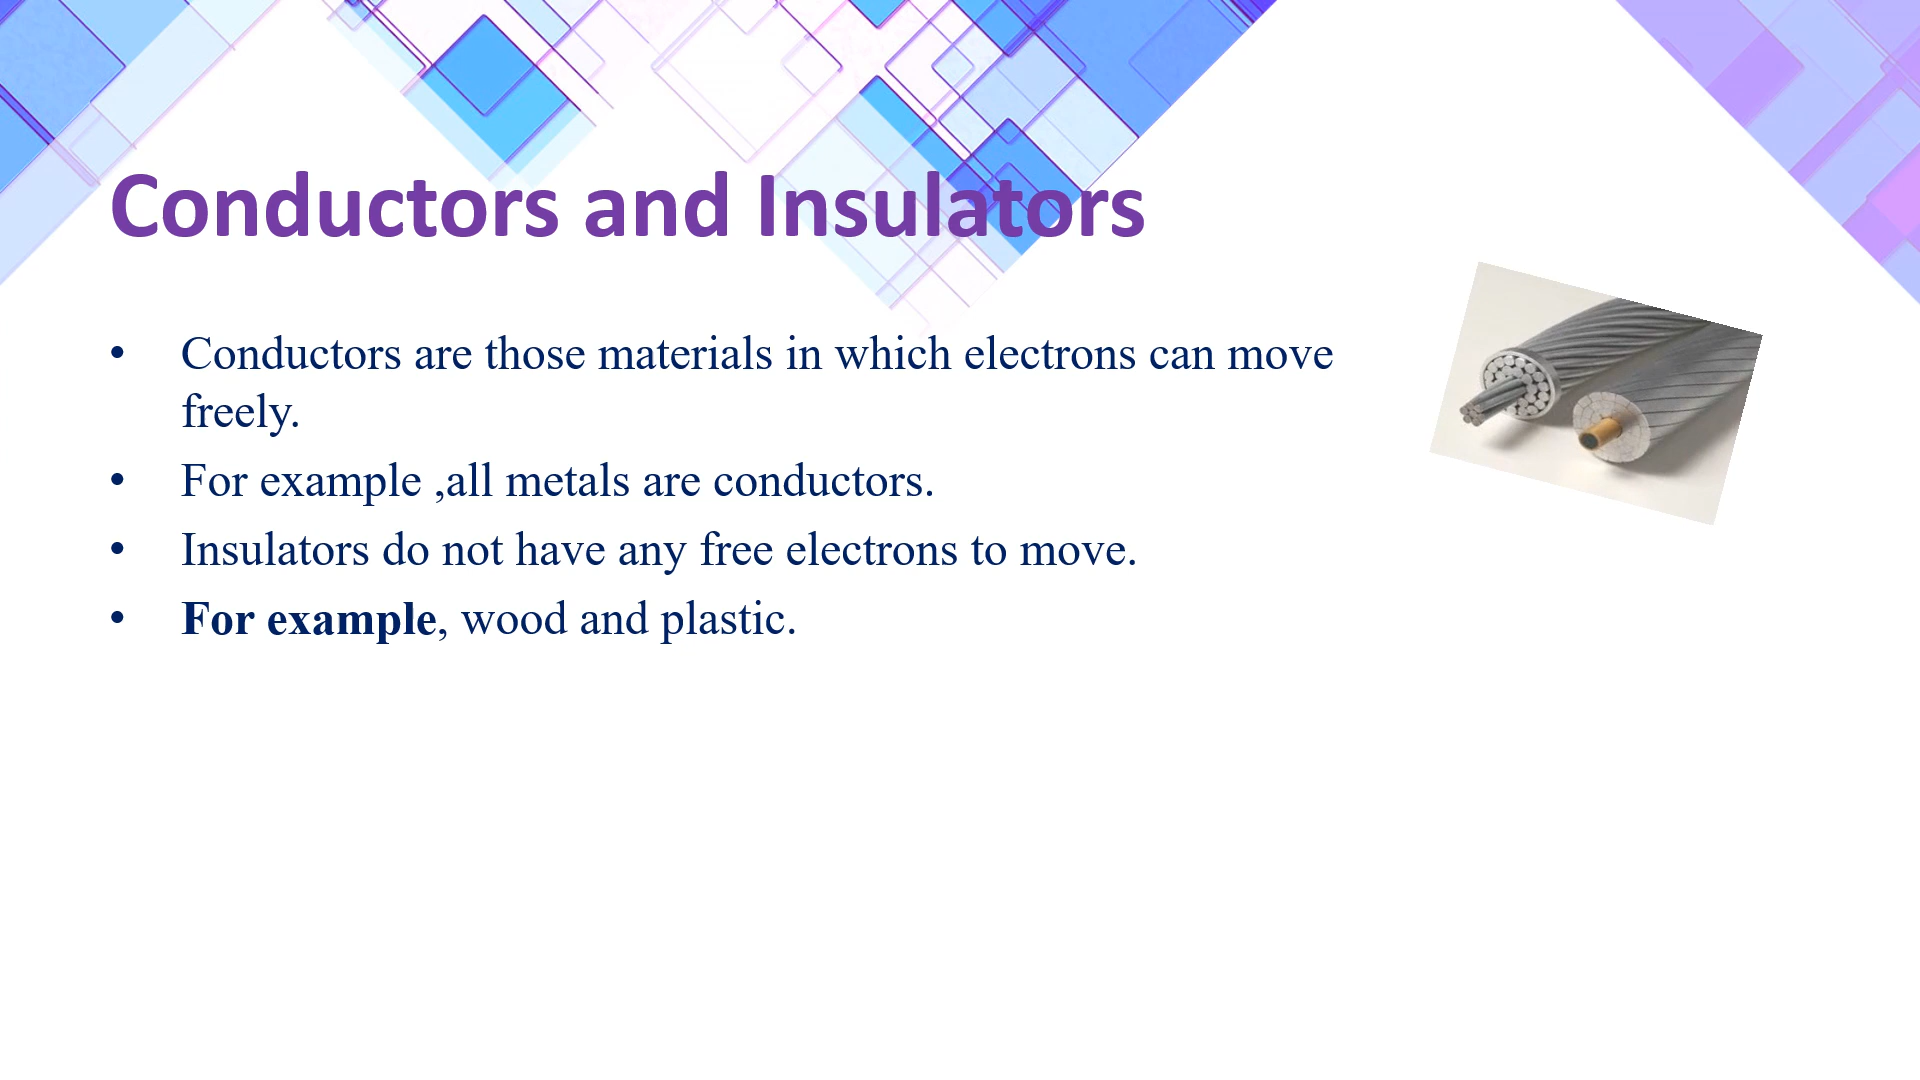 Conductors and Insulators
• Conductors are those materials in which electrons can move
freely.
• For example ,all metals are conductors.
• Insulators do not have any free electrons to move.
• For example, wood and plastic.